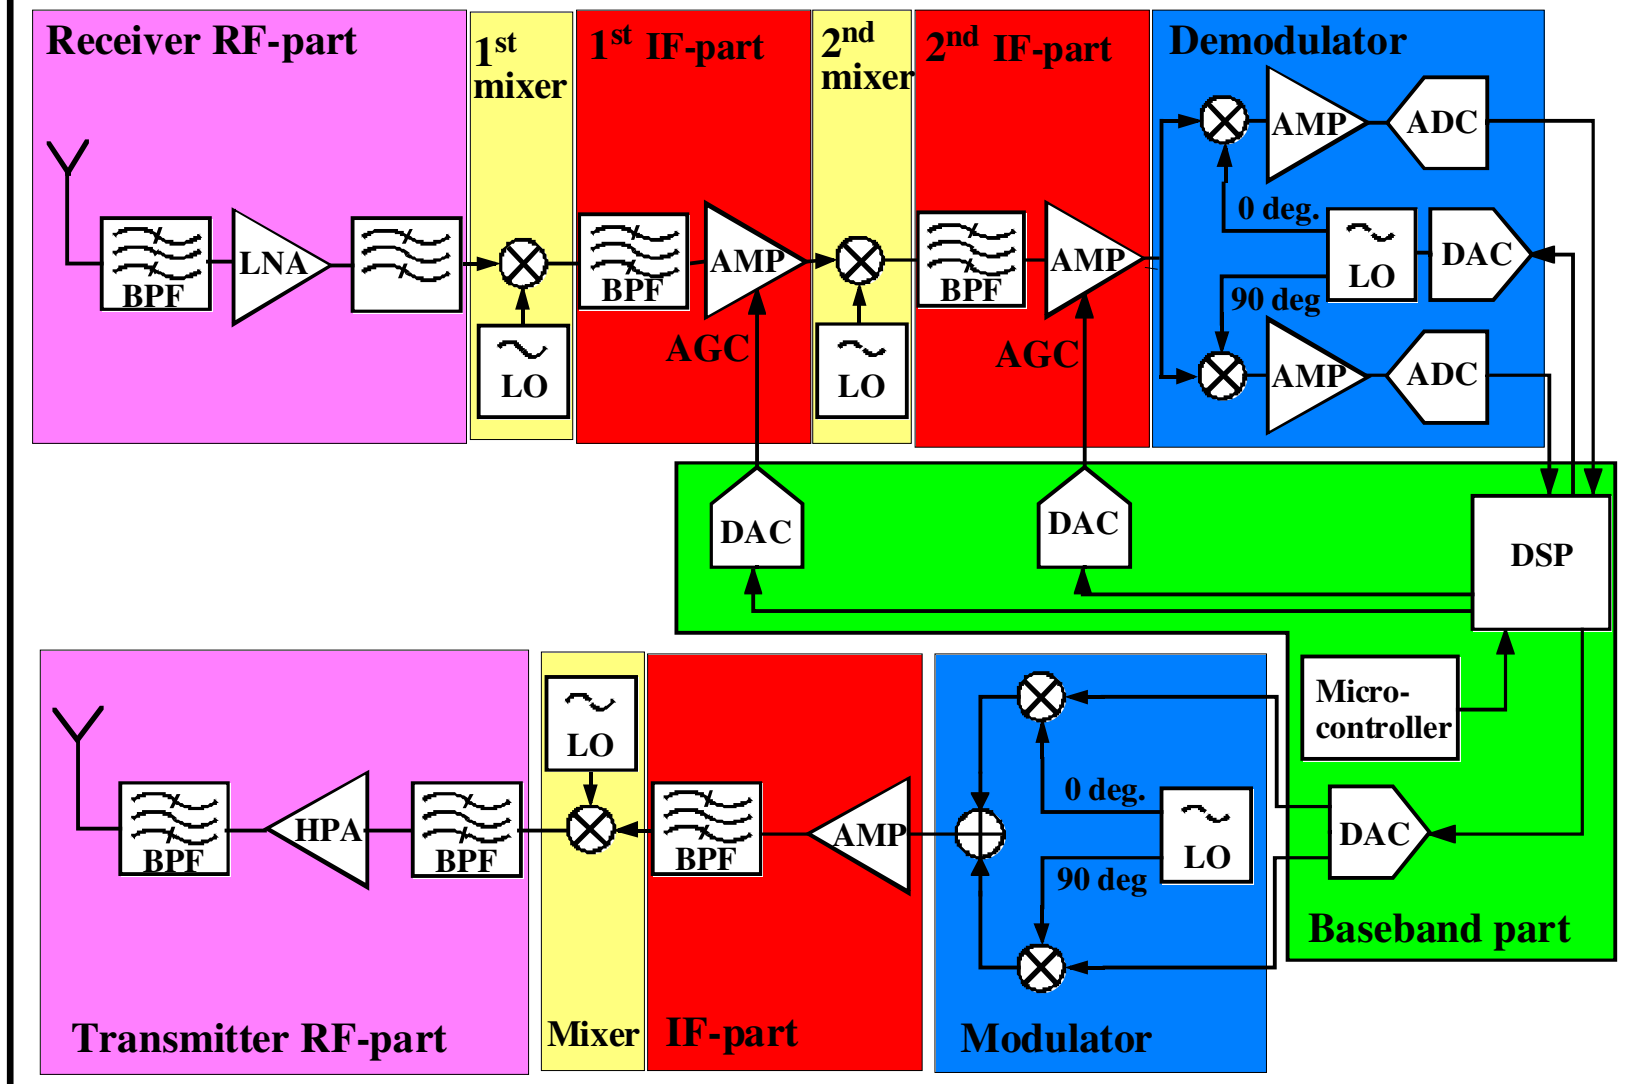 Receiver RF-part
1st
mixer
1st IF-part
2nd
mixer
2nd IF-part
Demodulator
BPF
LNA
LO
BPF
AMP
AGC
LO
BPF
AMP
AGC
AMP
ADC
0 deg.
LO
DAC
90 deg
AMP
ADC
DAC
DAC
DSP
Micro-
controller
DAC
Baseband part
LO
BPF
HPA
BPF
BPF
AMP
0 deg.
LO
90 deg
Transmitter RF-part
Mixer
IF-part
Modulator